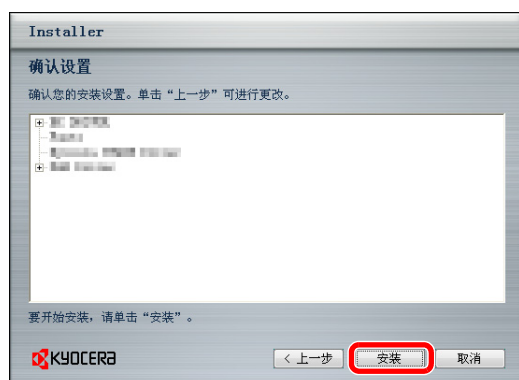 Installer
确认设置
确认您的安装设置。单击“上一步”可进行更改。
要开始安装，请单击“安装”。
KYOCERA
< 上一步
安装
取消